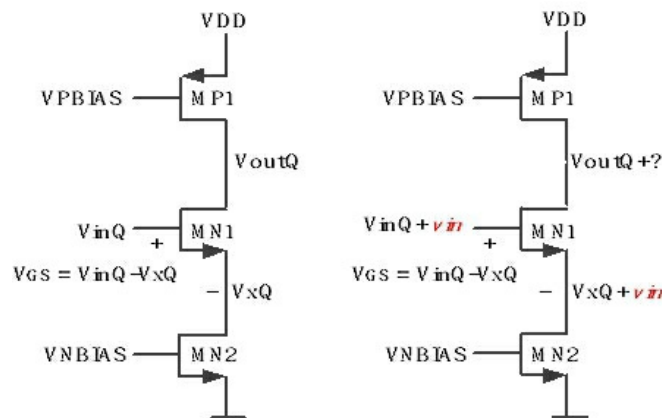 VDD
VPBIAS
MP1
VoutQ
VinQ
MN1
+
VGS = VinQ-VxQ
- VxQ
VNBIAS
MN2
VDD
VPBIAS
MP1
VoutQ+?
VinQ+vin
MN1
+
VGS = VinQ-VxQ
- VxQ+vin
VNBIAS
MN2